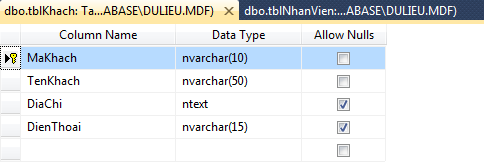 dbo.tblKhach: Ta...ABASE\DULIEU.MDF) dbo.tblNhanVien:...ABASE\DULIEU.MDF)
Column Name Data Type Allow Nulls
MaKhach nvarchar(10)
TenKhach nvarchar(50)
DiaChi ntext
DienThoai nvarchar(15)